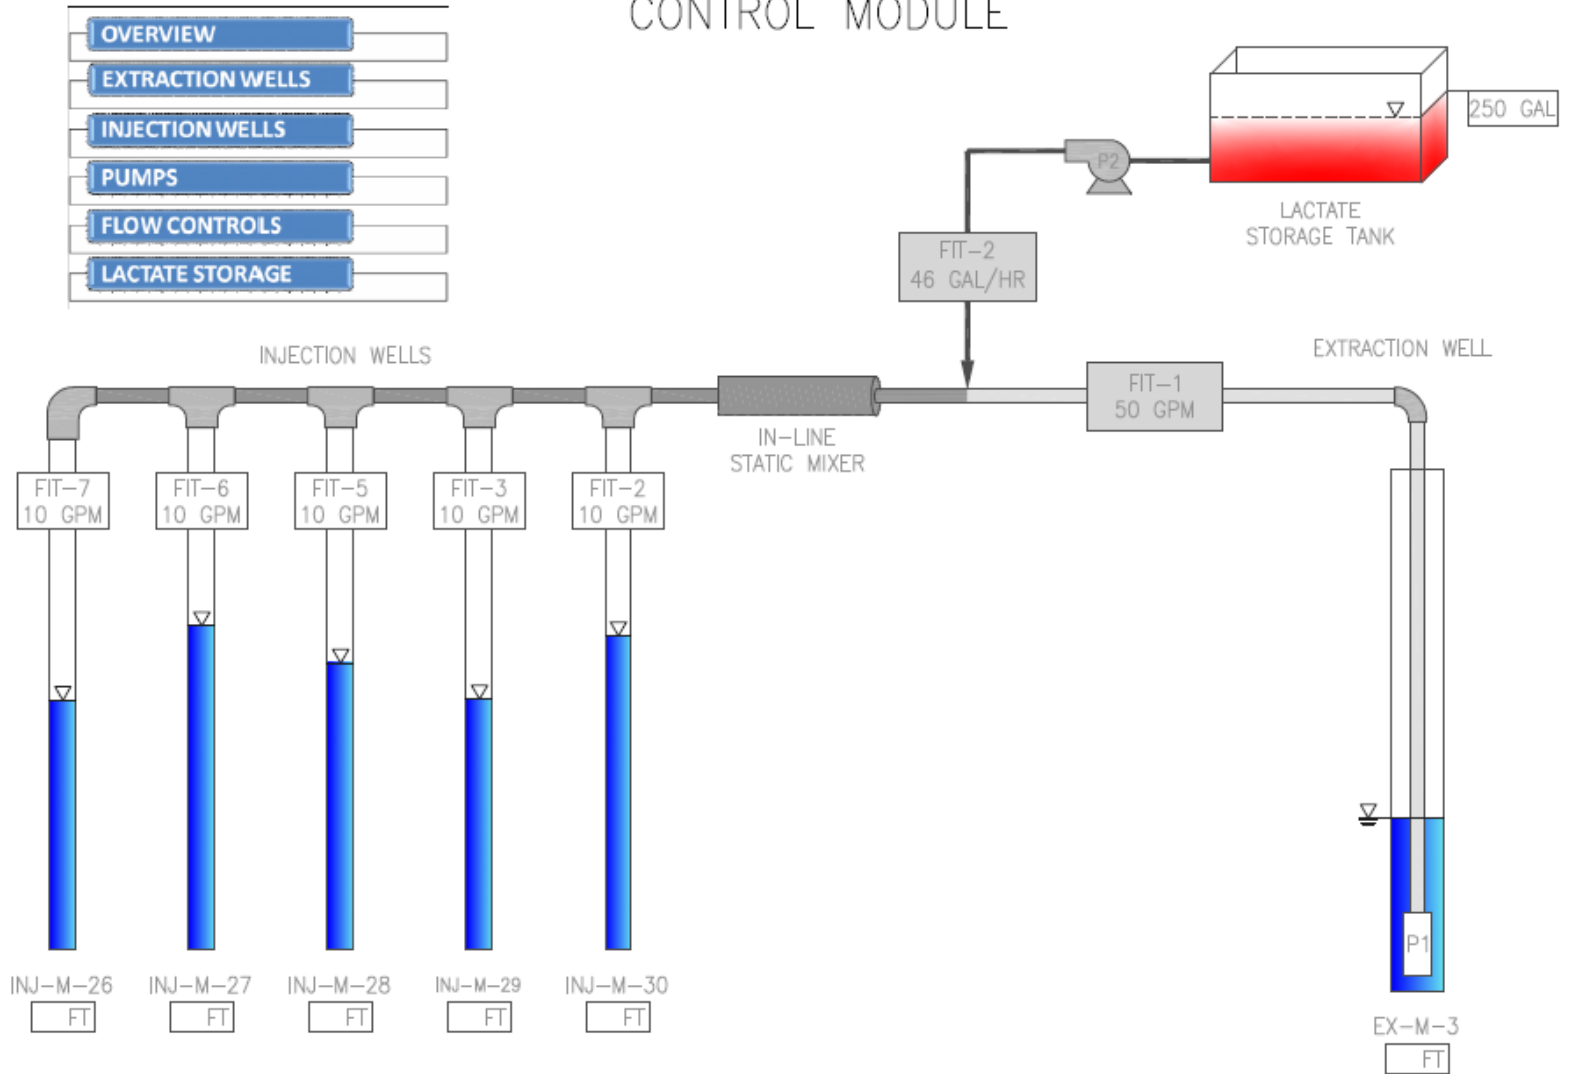 CONTROL MODULE
OVERVIEW
EXTRACTION WELLS
INJECTION WELLS
PUMPS
FLOW CONTROLS
LACTATE STORAGE
250 GAL
P2
LACTATE
STORAGE TANK
FIT-2
46 GAL/HR
INJECTION WELLS
EXTRACTION WELL
FIT-1
50 GPM
IN-LINE
STATIC MIXER
FIT-7
10 GPM
FIT-6
10 GPM
FIT-5
10 GPM
FIT-3
10 GPM
FIT-2
10 GPM
P1
INJ-M-26
FT
INJ-M-27
FT
INJ-M-28
FT
INJ-M-29
FT
INJ-M-30
FT
EX-M-3
FT